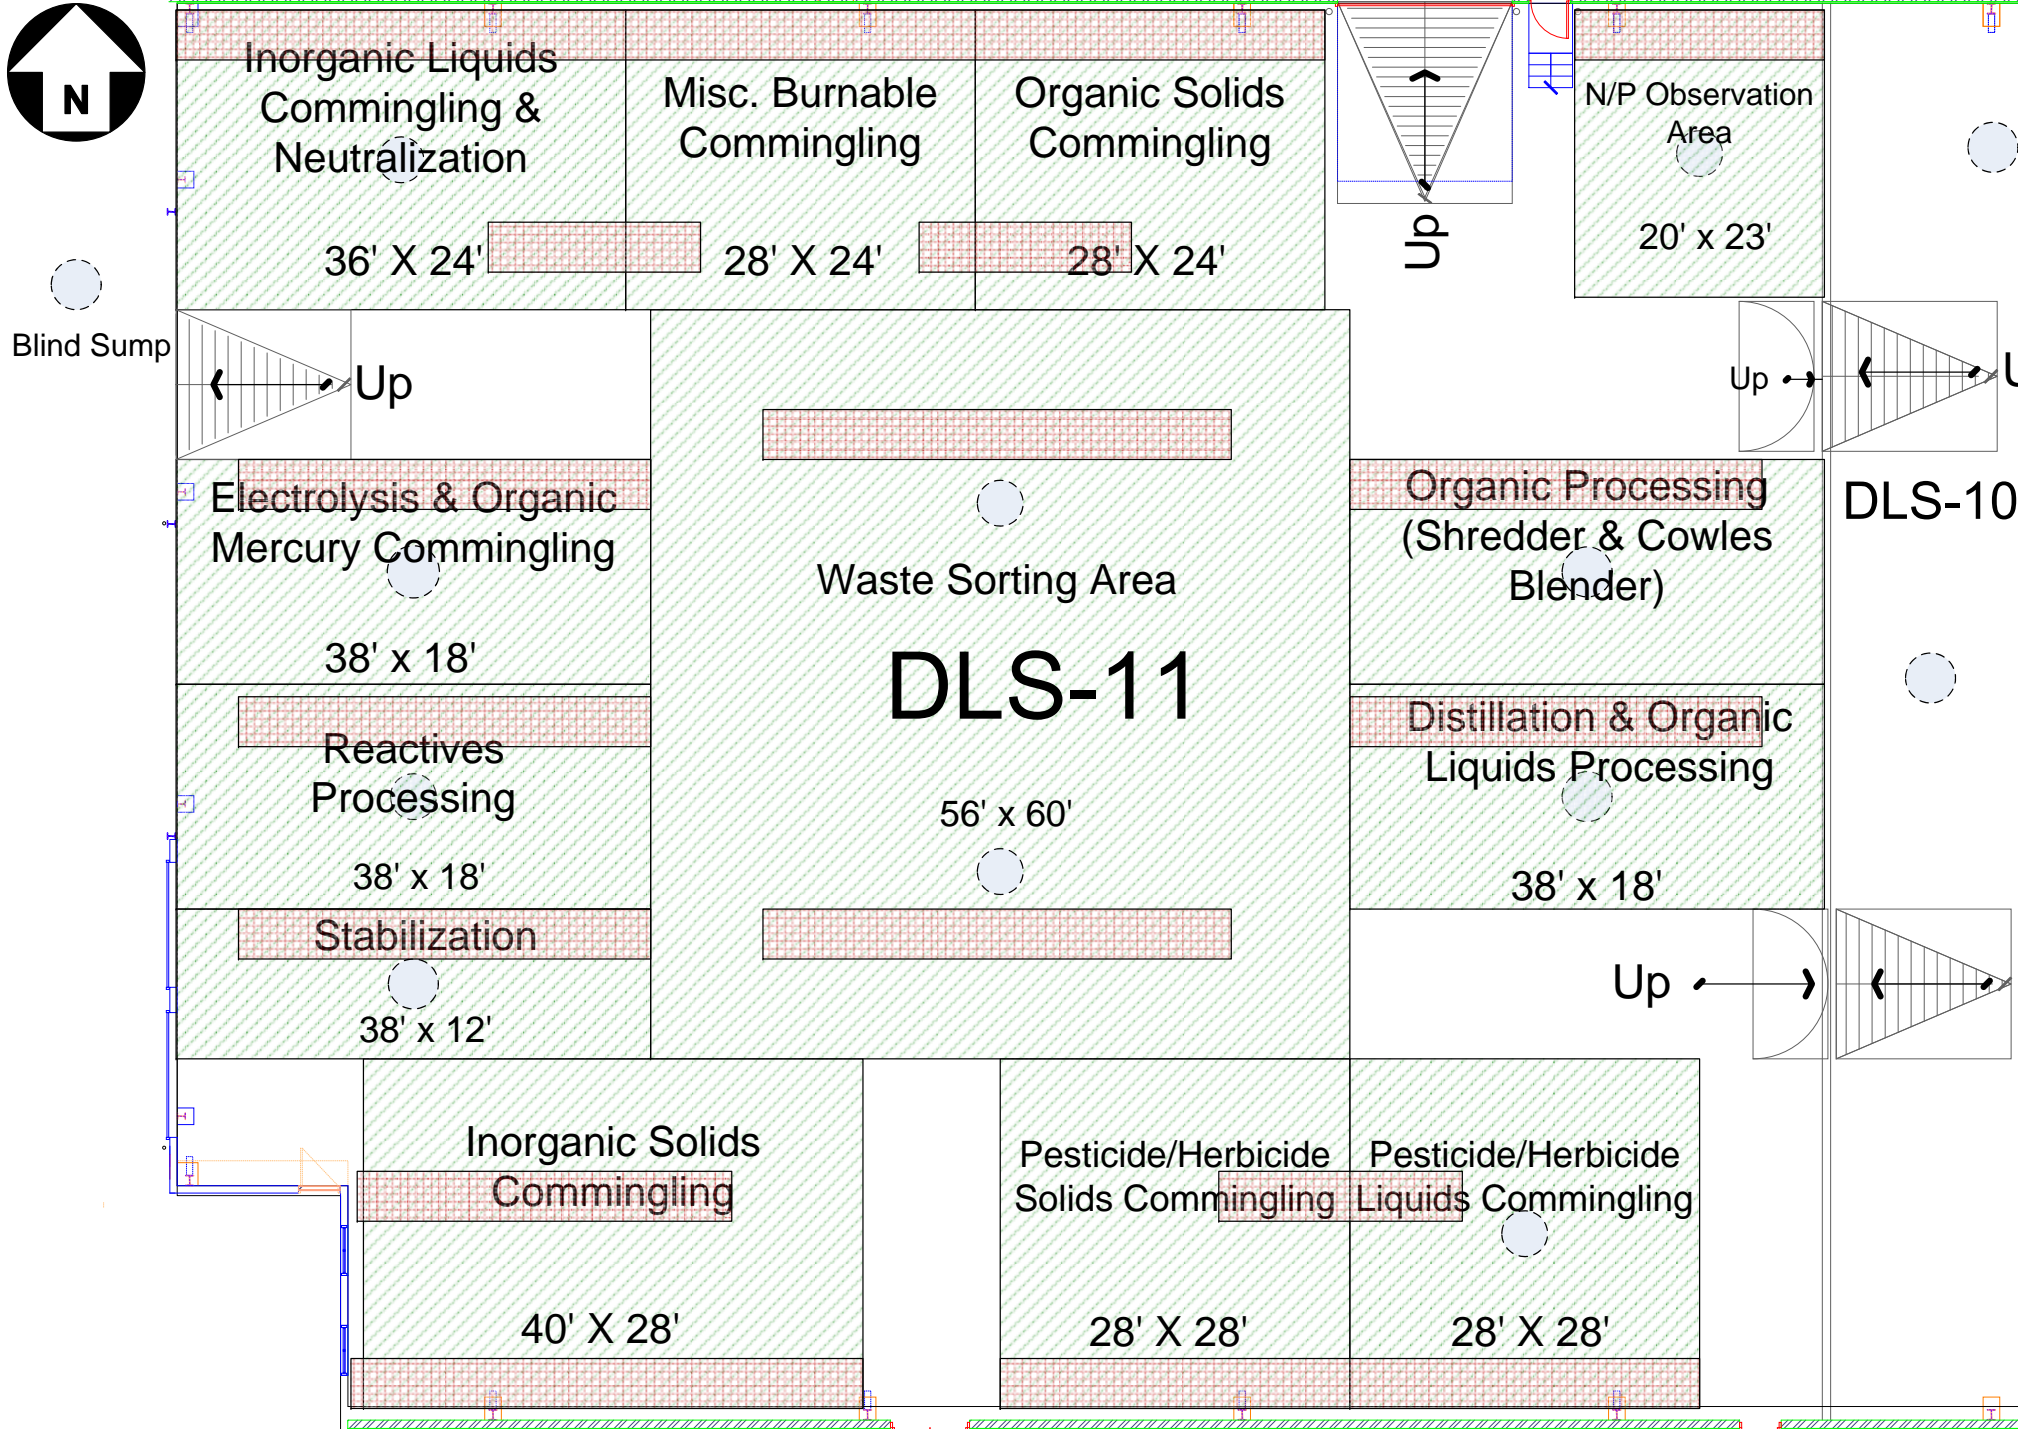 N
Inorganic Liquids
Commingling &
Neutralization
36' X 24'
Misc. Burnable
Commingling
28' X 24'
Organic Solids
Commingling
28' X 24'
Up
N/P Observation
Area
20' x 23'
Blind Sump
Up
Up
U
Electrolysis & Organic
Mercury Commingling
38' x 18'
Waste Sorting Area
DLS-11
56' x 60'
Organic Processing
(Shredder & Cowles
Blender)
DLS-10
Reactives
Processing
38' x 18'
Distillation & Organic
Liquids Processing
38' x 18'
Stabilization
38' x 12'
Up
Inorganic Solids
Commingling
40' X 28'
Pesticide/Herbicide
Solids Commingling
28' X 28'
Pesticide/Herbicide
Liquids Commingling
28' X 28'